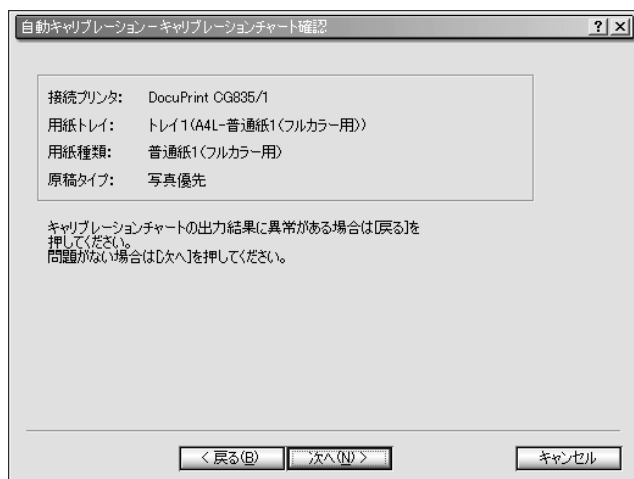 自動キャリブレーション－キャリブレーションチャート確認
? ×
接続プリンタ: DocuPrint CG835/1
用紙トレイ: トレイ1(A4L-普通紙1(フルカラー用))
用紙種類: 普通紙1(フルカラー用)
原稿タイプ: 写真優先
キャリブレーションチャートの出力結果に異常がある場合は[戻る]を
押してください。
問題がない場合は[次へ]を押してください。
< 戻る(B) 次へ(N) > キャンセル